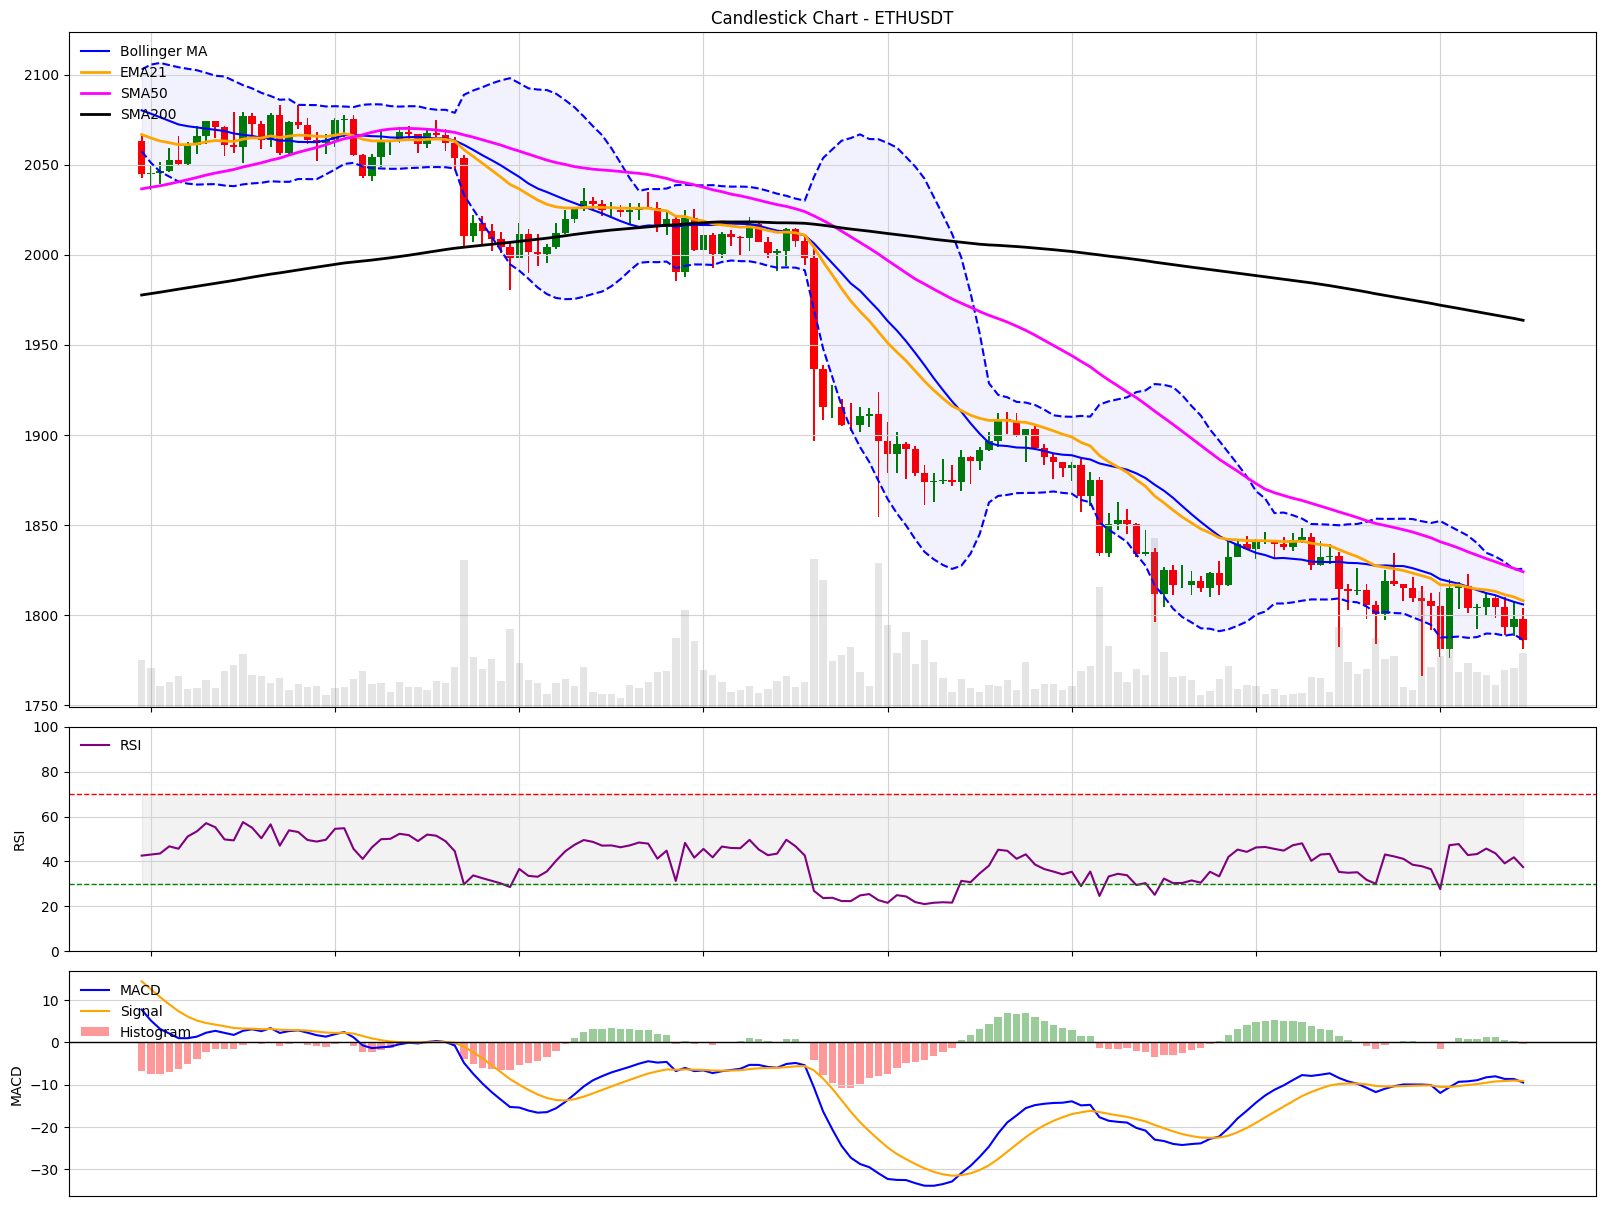 Candlestick Chart - ETHUSDT
Bollinger MA
EMA21
SMA50
SMA200
2100
2050
2000
1950
1900
1850
1800
1750
RSI
100
80
60
40
20
0
RSI
MACD
Signal
Histogram
10
0
−10
−20
−30
MACD